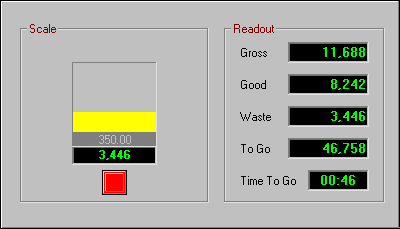 Scale
350.00
3,446
Readout
Gross 11,688
Good 8,242
Waste 3,446
To Go 46,758
Time To Go 00:46